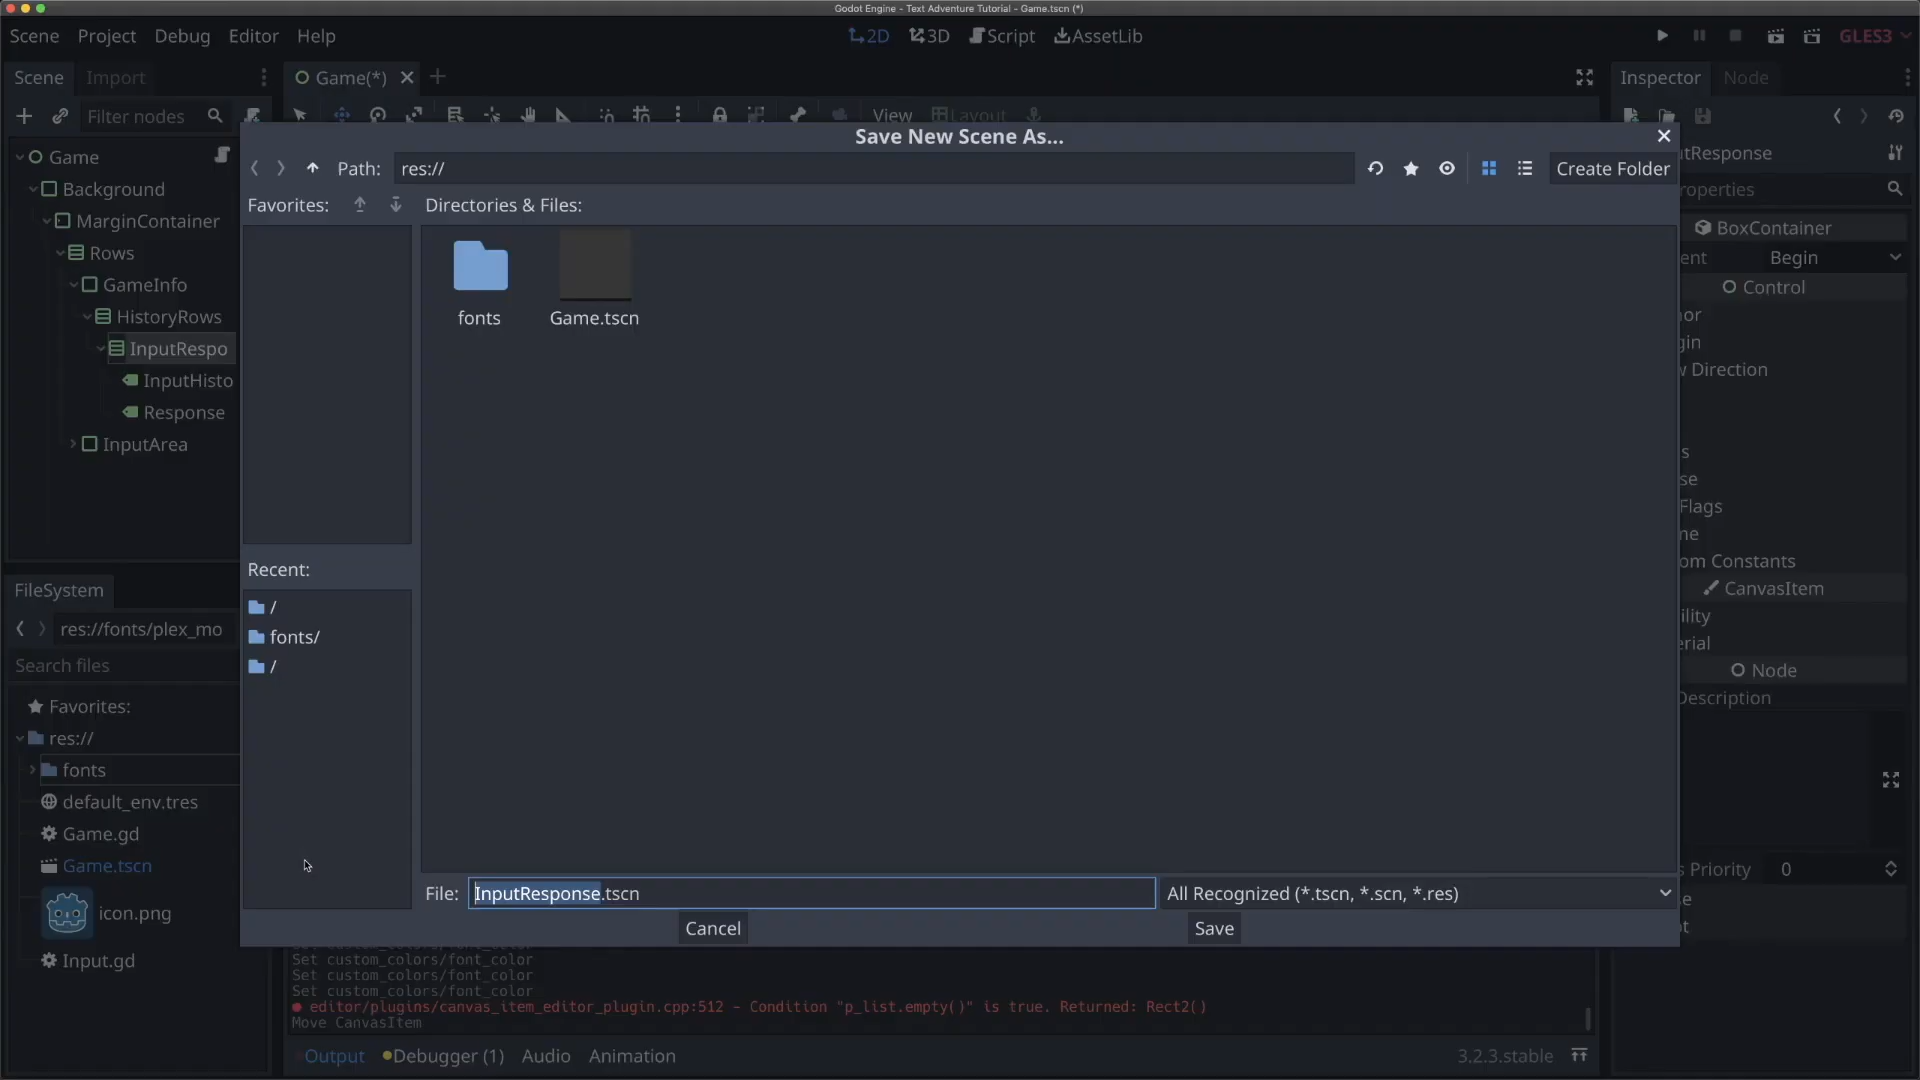 Godot Engine - Text Adventure Tutorial - Game.tscn (*)
Scene Project Debug Editor Help
2D 3D Script AssetLib
GLES3
Scene Import
Game(*)
Inspector Node
Filter nodes
View Layout
Save New Scene As...
Game
Path: res://
Create Folder
utResponse
Background
roperties
Favorites:
Directories & Files:
MarginContainer
BoxContainer
Rows
ent Begin
GameInfo
Control
HistoryRows
nor
fonts
Game.tscn
gin
InputRespo
w Direction
InputHisto
Response
InputArea
s
se
Flags
me
om Constants
Recent:
CavasItem
FileSystem
/
ility
res://fonts/plex_mo
fonts/
erial
Search files
/
Node
Description
Favorites:
res://
fonts
default_env.tres
Game.gd
Game.tscn
s Priority 0
File: InputResponse.tscn
All Recognized (*.tscn, *.scn, *.res)
e
icon.png
Cancel
Save
t
Input.gd
Set custom_colors/font_color
Set custom_colors/font_color
Set custom_colors/font_color
editor/plugins/canvas_item_editor_plugin.cpp:512 - Condition "p_list.empty()" is true. Returned: Rect2()
Move CanvasItem
Output Debugger (1) Audio Animation
3.2.3.stable